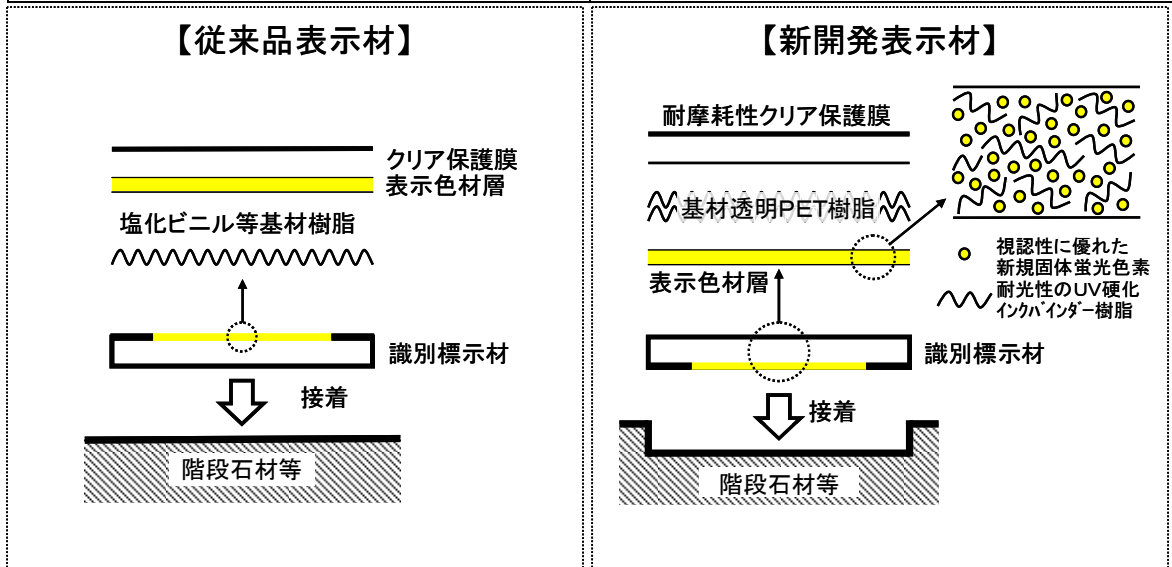 【従来品表示材】
クリア保護膜
表示色材層
塩化ビニル等基材樹脂
識別標示材
接着
階段石材等
【新開発表示材】
耐摩耗性クリア保護膜
基材透明PET樹脂
表示色材層
視認性に優れた
新規固体蛍光色素
耐光性のUV硬化
インクバインダー樹脂
識別標示材
接着
階段石材等